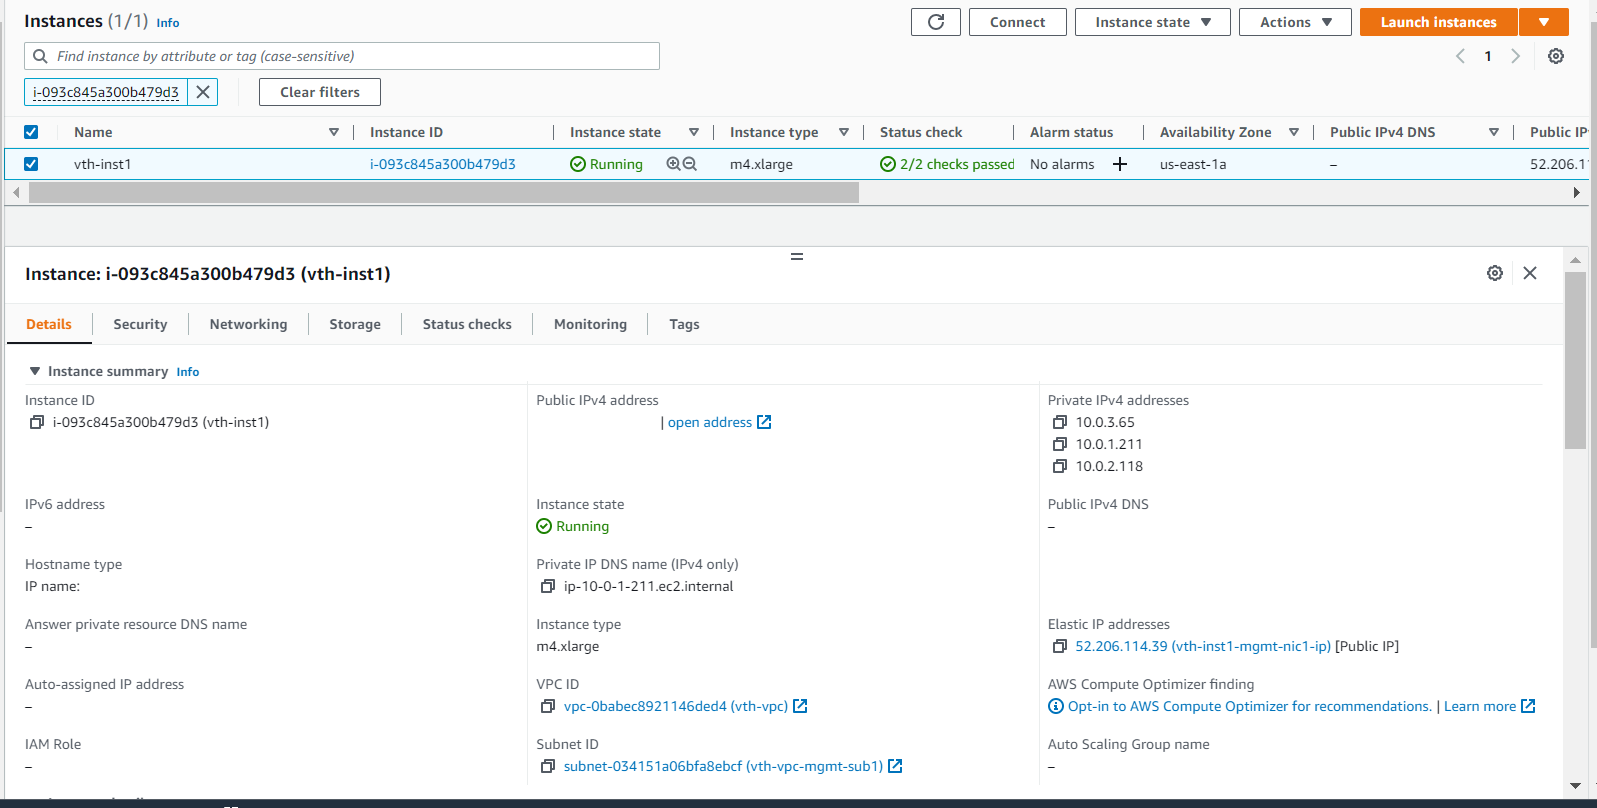 Instances (1/1) Info
Connect Instance state Actions Launch instances
Find instance by attribute or tag (case-sensitive)
1
i-093c845a300b479d3 Clear filters
Name Instance ID Instance state Instance type Status check Alarm status Availability Zone Public IPv4 DNS Public IP
vth-inst1 i-093c845a300b479d3 Running m4.xlarge 2/2 checks passed No alarms + us-east-1a – 52.206.1
Instance: i-093c845a300b479d3 (vth-inst1)
Details Security Networking Storage Status checks Monitoring Tags
Instance summary Info
Instance ID Public IPv4 address Private IPv4 addresses
i-093c845a300b479d3 (vth-inst1) | open address 10.0.3.65
10.0.1.211
10.0.2.118
IPv6 address Instance state Public IPv4 DNS
– Running –
Hostname type Private IP DNS name (IPv4 only)
IP name: ip-10-0-1-211.ec2.internal
Answer private resource DNS name Instance type Elastic IP addresses
– m4.xlarge 52.206.114.39 (vth-inst1-mgmt-nic1-ip) [Public IP]
Auto-assigned IP address VPC ID AWS Compute Optimizer finding
– vpc-0babec8921146ded4 (vth-vpc) Opt-in to AWS Compute Optimizer for recommendations. | Learn more
IAM Role Subnet ID Auto Scaling Group name
– subnet-034151a06bfa8ebcf (vth-vpc-mgmt-sub1) –